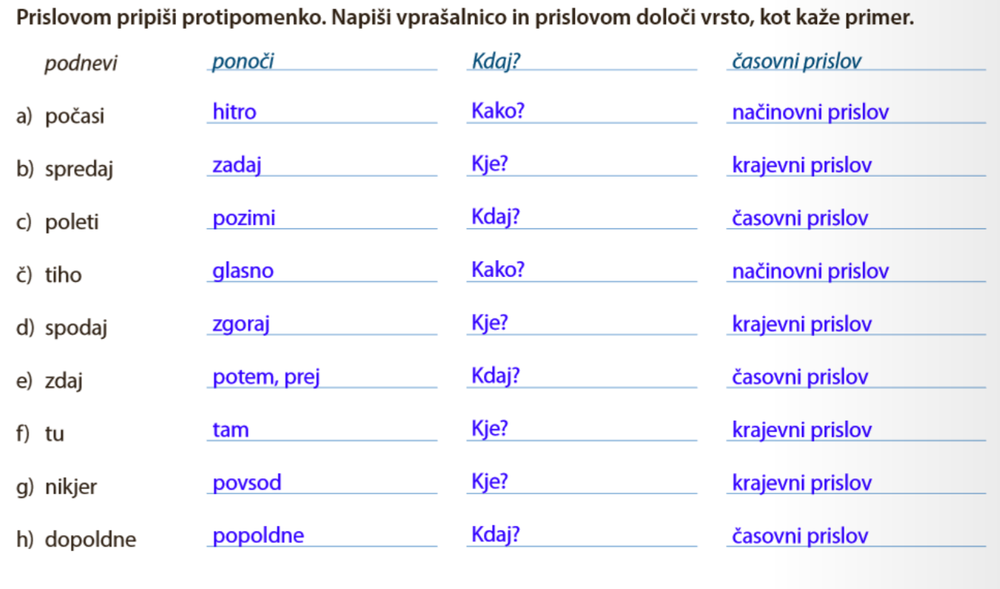 Prislovom pripiši protipomenko. Napiši vprašalnico in prislovom določi vrsto, kot kaže primer.
podnevi ponoči Kdaj? časovni prislov
a) počasi hitro Kako? načinovni prislov
b) spredaj zadaj Kje? krajevni prislov
c) poleti pozimi Kdaj? časovni prislov
č) tiho glasno Kako? načinovni prislov
d) spodaj zgoraj Kje? krajevni prislov
e) zdaj potem, prej Kdaj? časovni prislov
f) tu tam Kje? krajevni prislov
g) nikjer povsod Kje? krajevni prislov
h) dopoldne popoldne Kdaj? časovni prislov